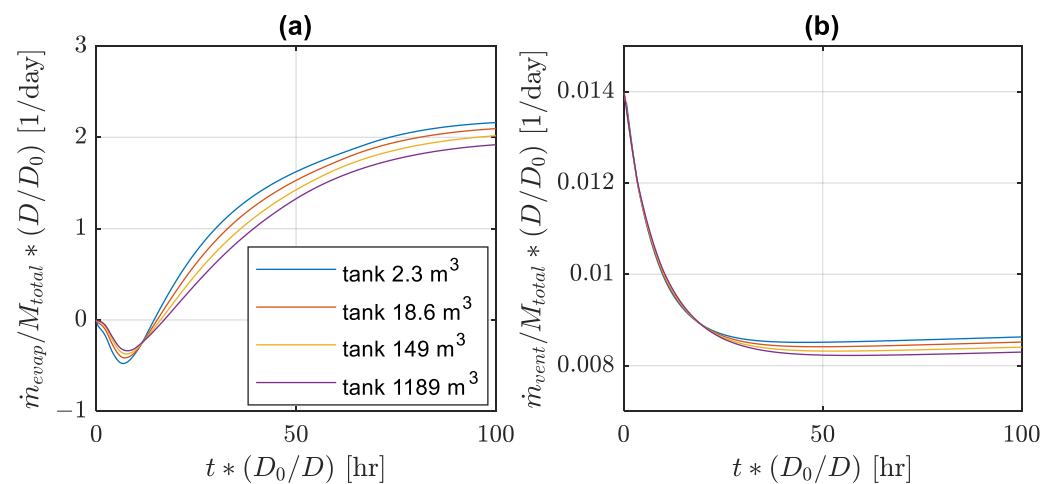 (a)
ṁ_evap/M_total * (D/D_0) [1/day]
3
2
1
0
−1
tank 2.3 m^3
tank 18.6 m^3
tank 149 m^3
tank 1189 m^3
0 50 100
t * (D_0/D) [hr]
(b)
ṁ_vent/M_total * (D/D_0) [1/day]
0.014
0.012
0.01
0.008
0 50 100
t * (D_0/D) [hr]